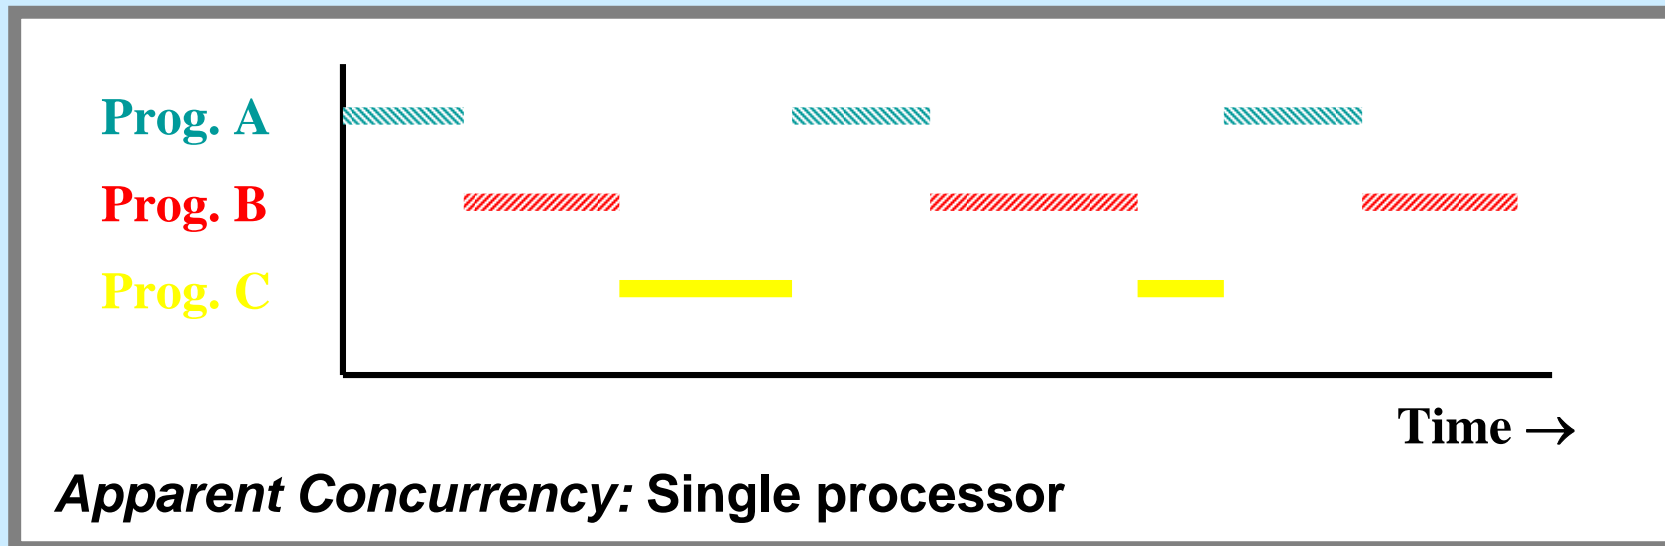 Prog. A
Prog. B
Prog. C
Time →
Apparent Concurrency: Single processor